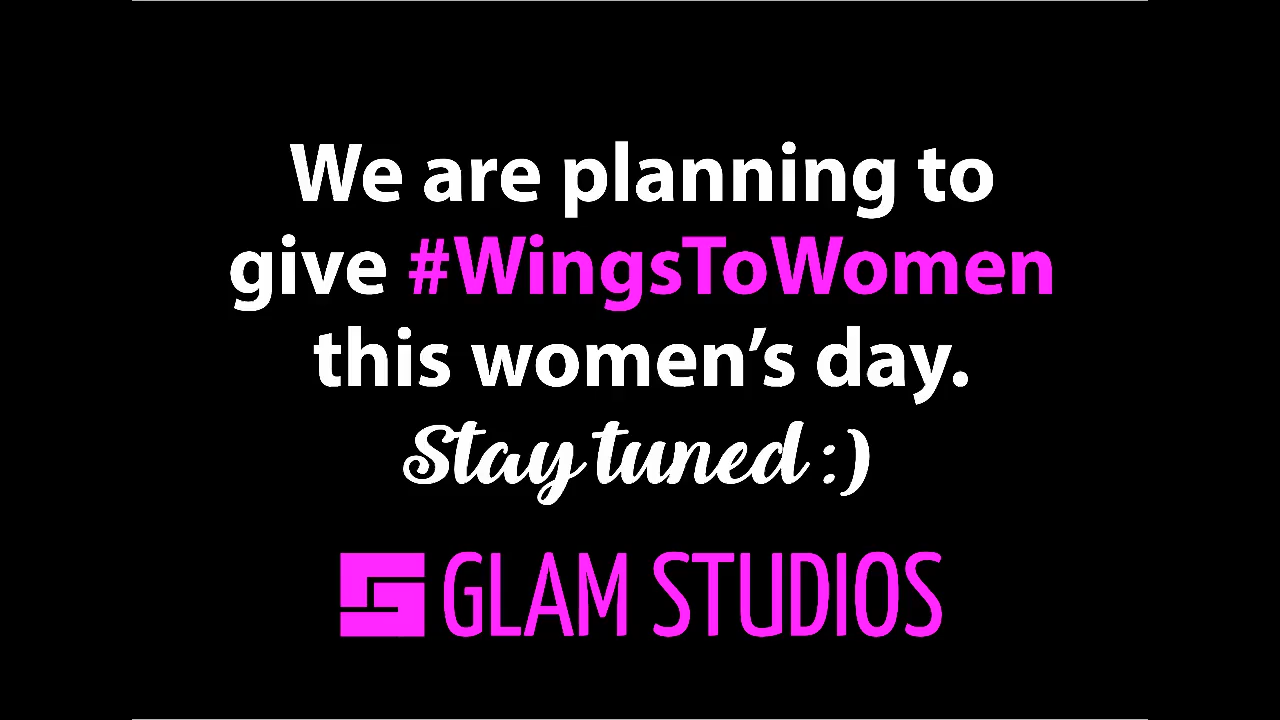 We are planning to
give #WingsToWomen
this women’s day.
Stay tuned :)
GLAM STUDIOS